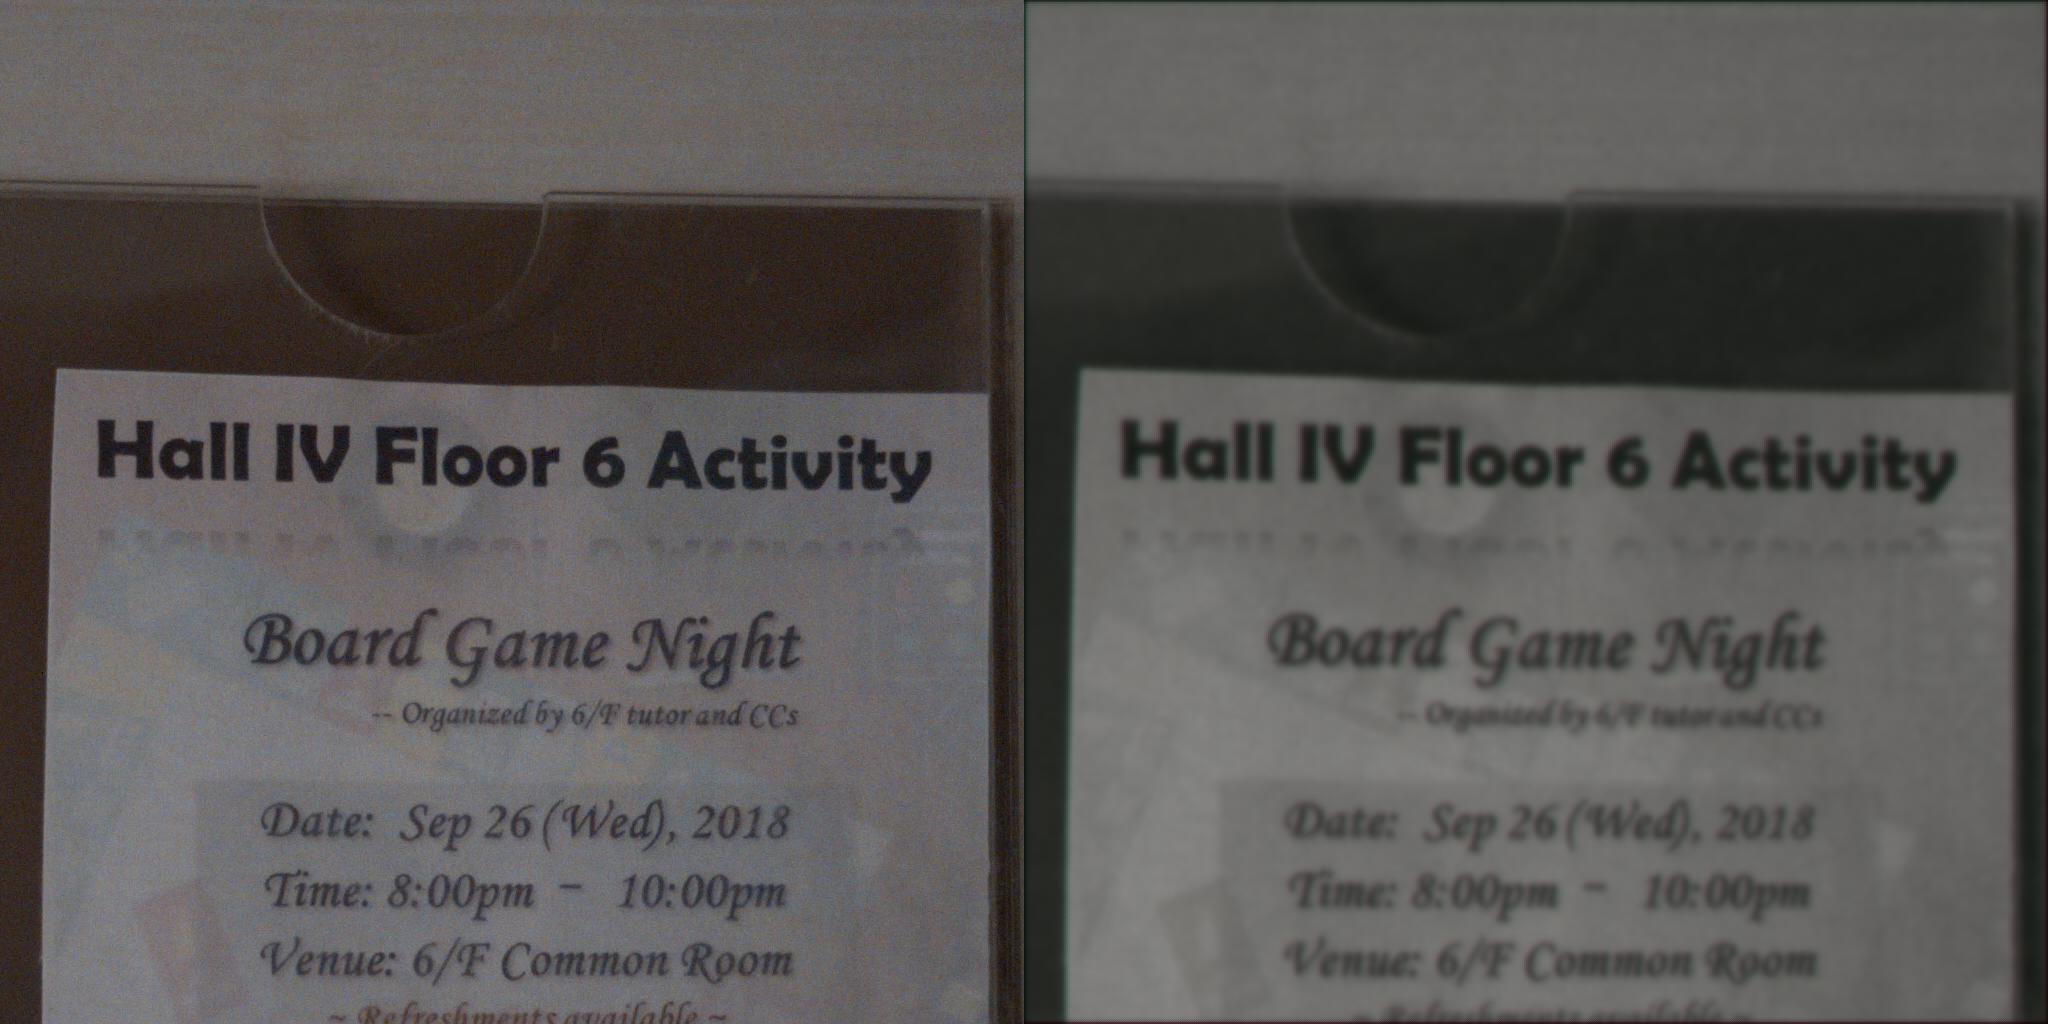 Hall IV Floor 6 Activity
Board Game Night
-- Organized by 6/F tutor and CCs
Date: Sep 26 (Wed), 2018
Time: 8:00pm – 10:00pm
Venue: 6/F Common Room
~ Refreshments available ~
Hall IV Floor 6 Activity
Board Game Night
-- Organized by 6/F tutor and CCs
Date: Sep 26 (Wed), 2018
Time: 8:00pm – 10:00pm
Venue: 6/F Common Room
~ Refreshments available ~